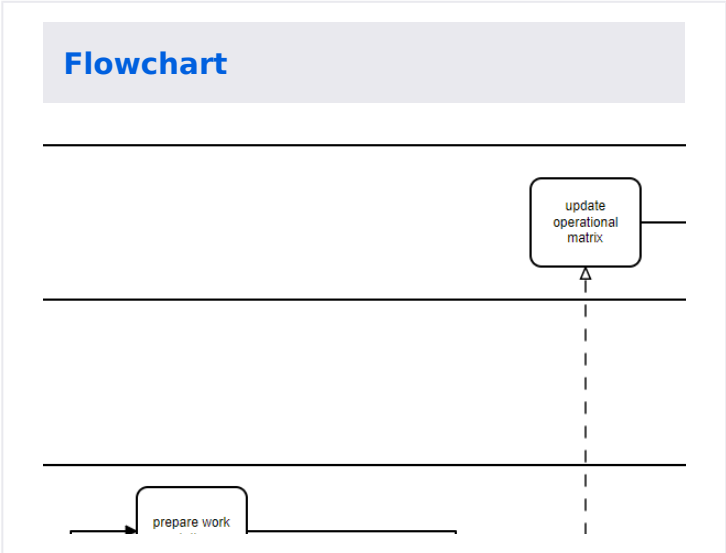 Flowchart
update
operational
matrix
prepare work